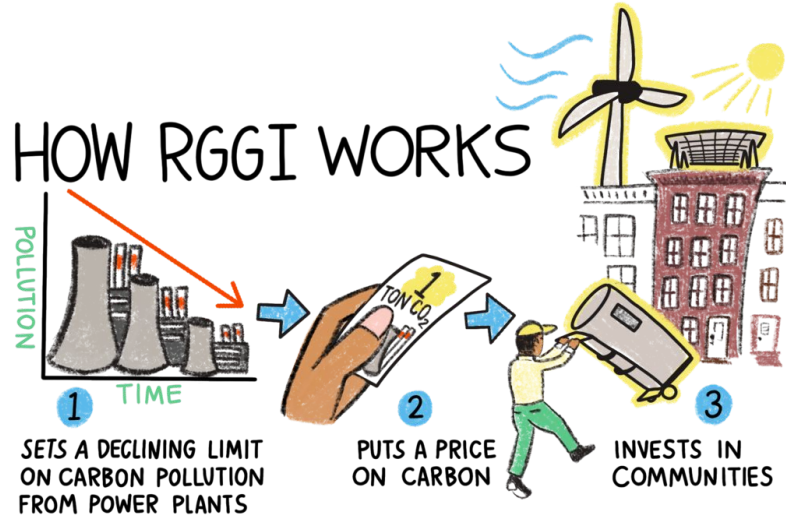 HOW RGGI WORKS
POLLUTION
TIME
1
TON CO2
1
SETS A DECLINING LIMIT
ON CARBON POLLUTION
FROM POWER PLANTS
2
PUTS A PRICE
ON CARBON
3
INVESTS IN
COMMUNITIES